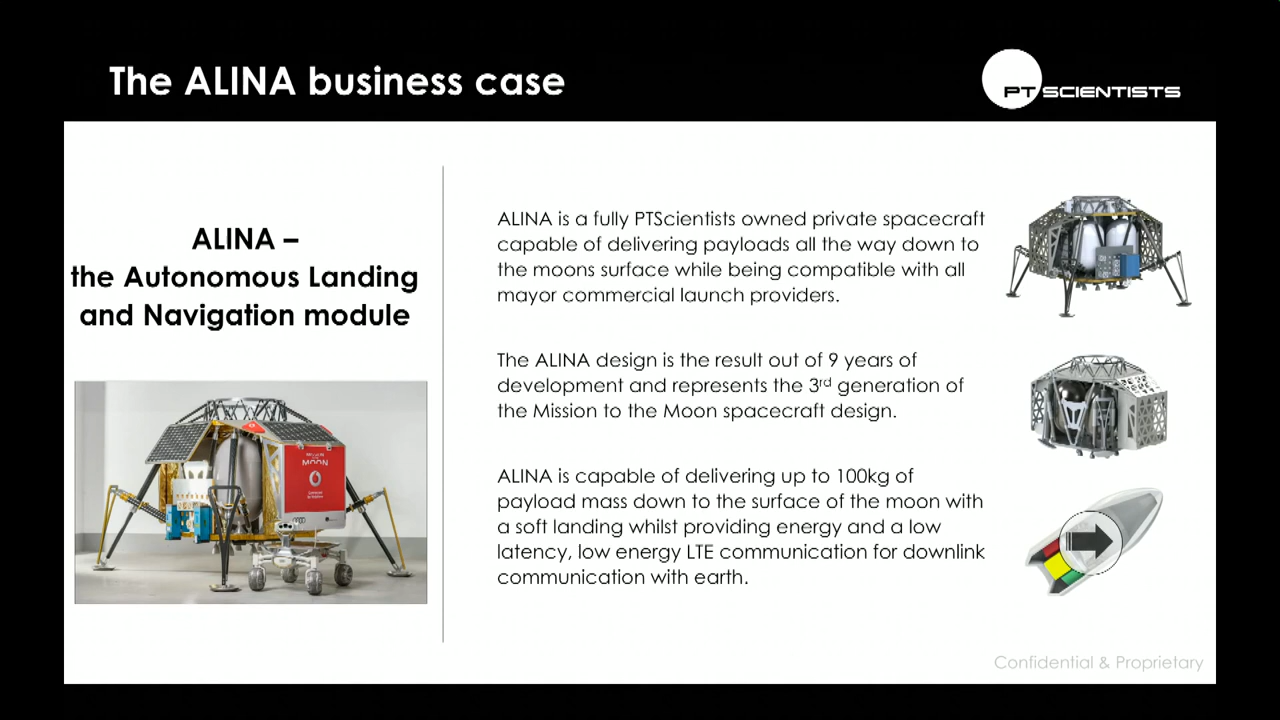 The ALINA business case
PT SCIENTISTS
ALINA –
the Autonomous Landing
and Navigation module
MOON
ALINA is a fully PTScientists owned private spacecraft
capable of delivering payloads all the way down to
the moons surface while being compatible with all
mayor commercial launch providers.
The ALINA design is the result out of 9 years of
development and represents the 3rd generation of
the Mission to the Moon spacecraft design.
ALINA is capable of delivering up to 100kg of
payload mass down to the surface of the moon with
a soft landing whilst providing energy and a low
latency, low energy LTE communication for downlink
communication with earth.
Confidential & Proprietary